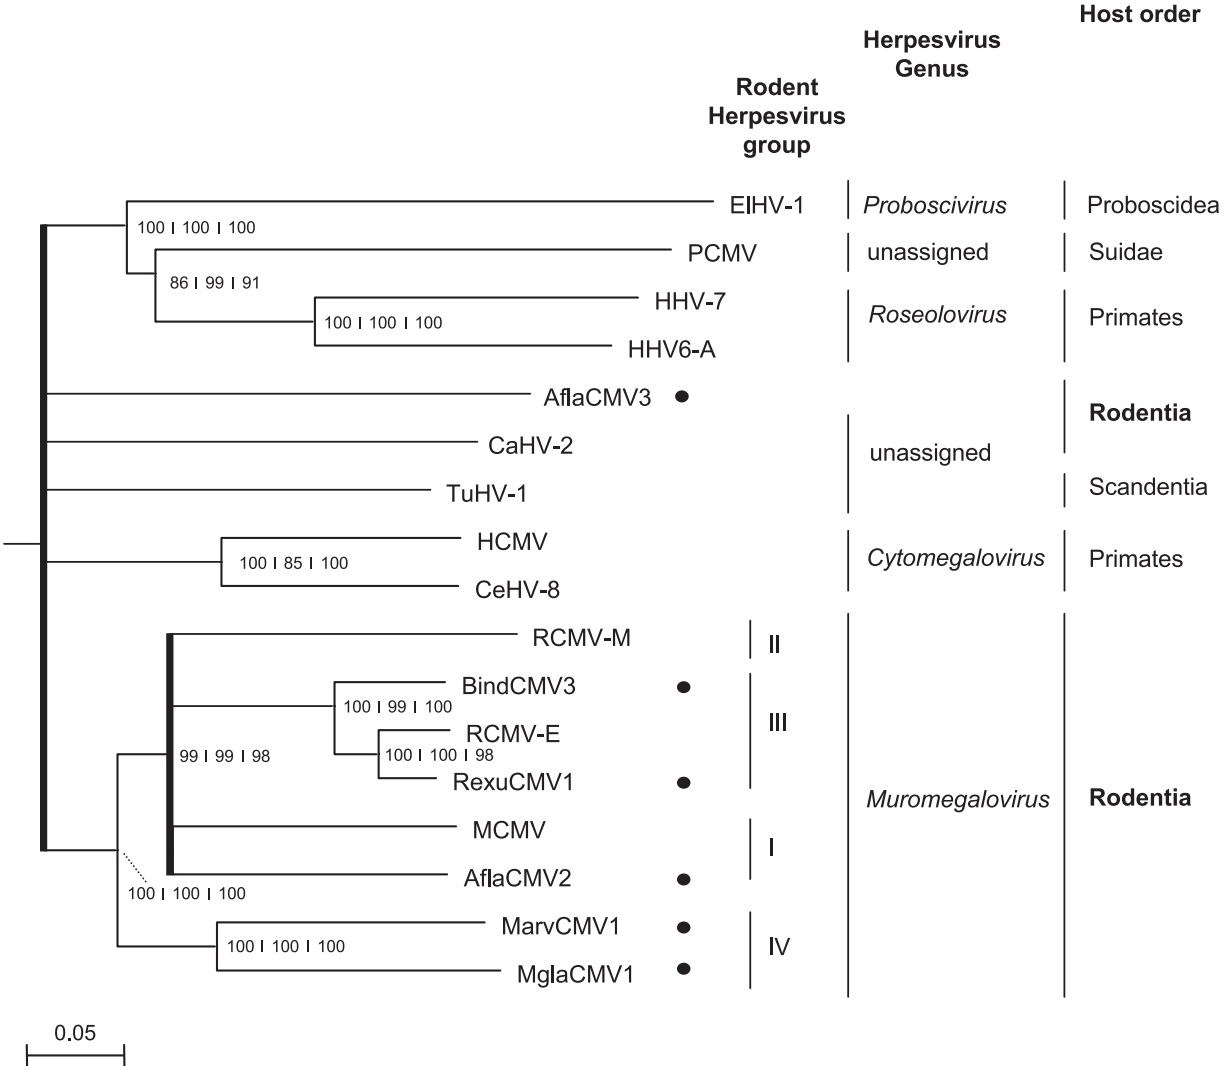 Host order
Herpesvirus
Genus
Rodent
Herpesvirus
group
ElHV-1
Proboscivirus
Proboscidea
100 I 100 I 100
PCMV
unassigned
Suidae
86 I 99 I 91
HHV-7
Roseolovirus
Primates
100 I 100 I 100
HHV6-A
AflaCMV3
Rodentia
CaHV-2
unassigned
TuHV-1
Scandentia
HCMV
Cytomegalovirus
Primates
100 I 85 I 100
CeHV-8
RCMV-M
II
BindCMV3
100 I 99 I 100
III
RCMV-E
99 I 99 I 98
100 I 100 I 98
RexuCMV1
Muromegalovirus
Rodentia
MCMV
I
AflaCMV2
100 I 100 I 100
MarvCMV1
100 I 100 I 100
IV
MglaCMV1
0.05